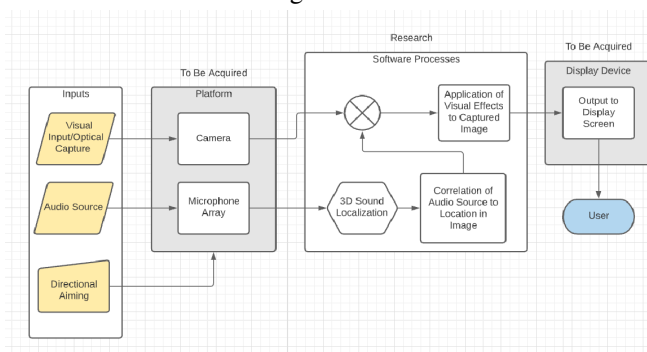 Research
To Be Acquired
To Be Acquired
Software Processes
Inputs
Platform
Display Device
Visual
Input/Optical
Capture
Camera
Application of
Visual Effects
to Captured
Image
Output to
Display
Screen
Audio Source
Microphone
Array
3D Sound
Localization
Correlation of
Audio Source to
Location in
Image
User
Directional
Aiming